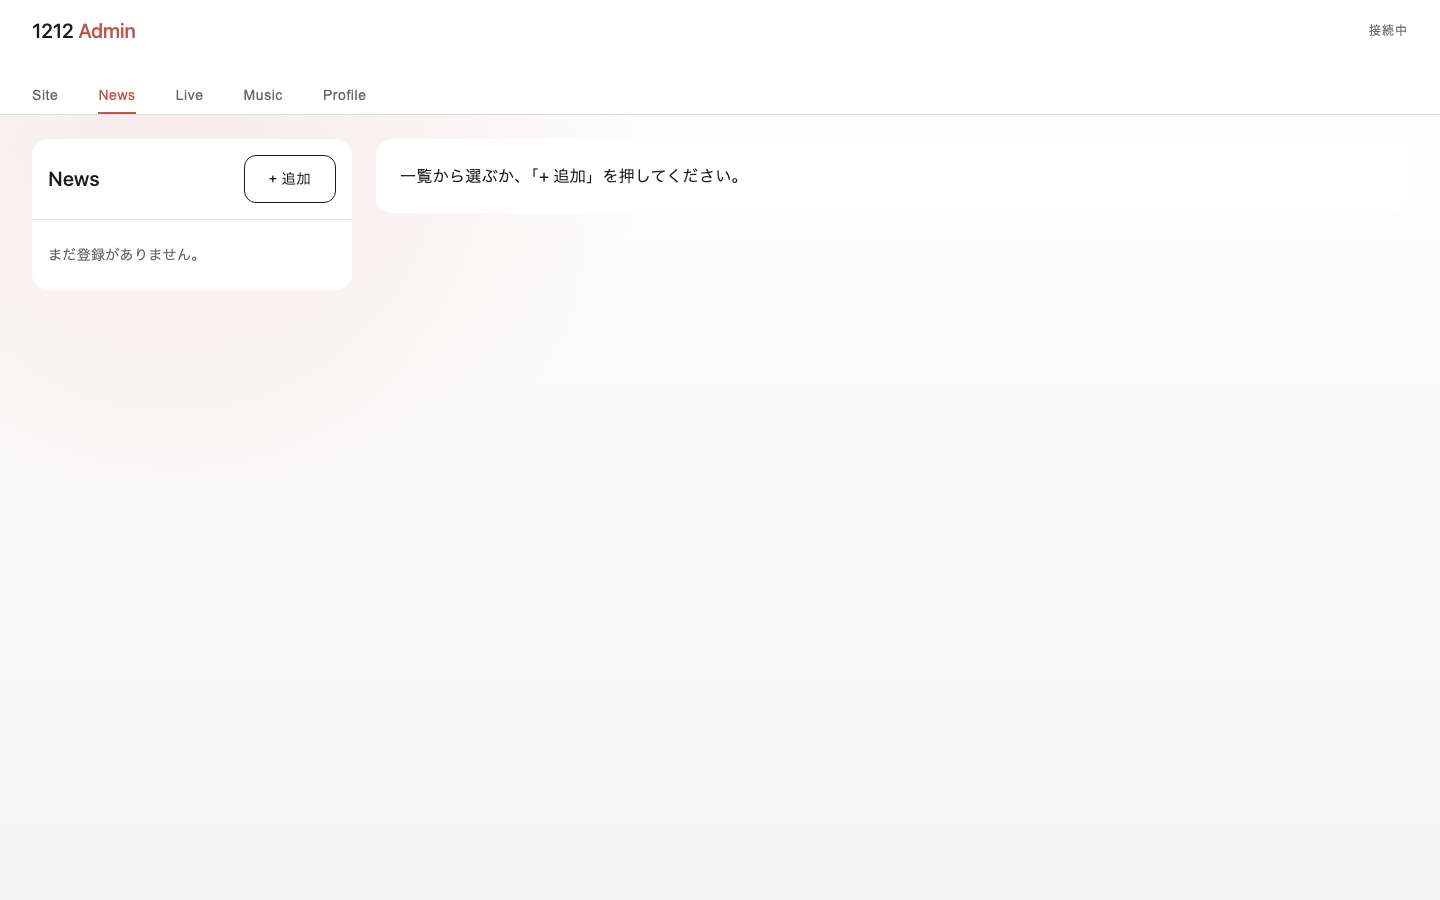 1212 Admin
接続中
Site
News
Live
Music
Profile
News
+ 追加
まだ登録がありません。
一覧から選ぶか、「+ 追加」を押してください。